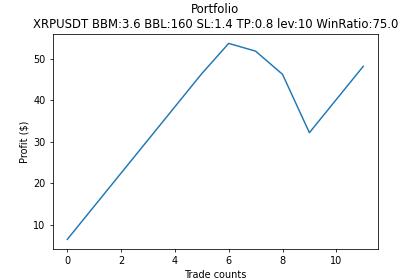 Portfolio
XRPUSDT BBM:3.6 BBL:160 SL:1.4 TP:0.8 lev:10 WinRatio:75.0
50
40
30
20
10
Profit ($)
0 2 4 6 8 10
Trade counts